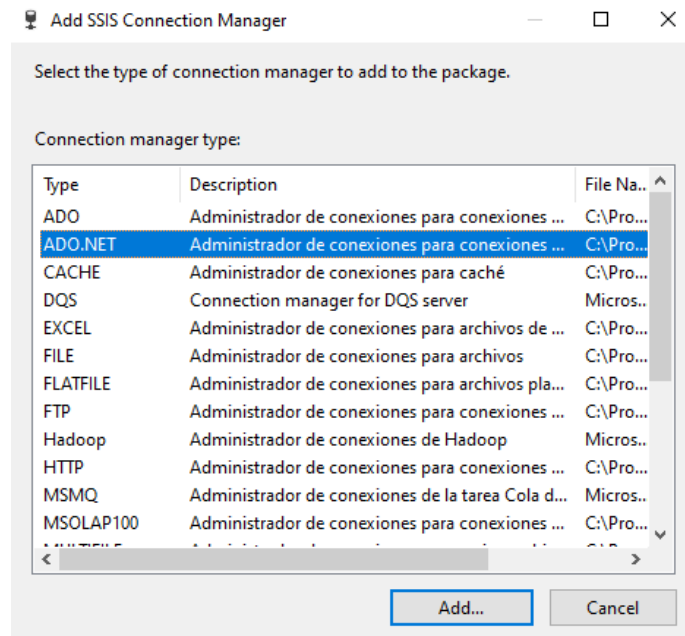 Add SSIS Connection Manager
Select the type of connection manager to add to the package.
Connection manager type:
Type Description File Na...
ADO Administrador de conexiones para conexiones ... C:\Pro...
ADO.NET Administrador de conexiones para conexiones ... C:\Pro...
CACHE Administrador de conexiones para caché C:\Pro...
DQS Connection manager for DQS server Micros...
EXCEL Administrador de conexiones para archivos de ... C:\Pro...
FILE Administrador de conexiones para archivos C:\Pro...
FLATFILE Administrador de conexiones para archivos pla... C:\Pro...
FTP Administrador de conexiones para conexiones ... C:\Pro...
Hadoop Administrador de conexiones de Hadoop Micros...
HTTP Administrador de conexiones para conexiones ... C:\Pro...
MSMQ Administrador de conexiones de la tarea Cola d... Micros...
MSOLAP100 Administrador de conexiones para conexiones ... C:\Pro...
Add... Cancel